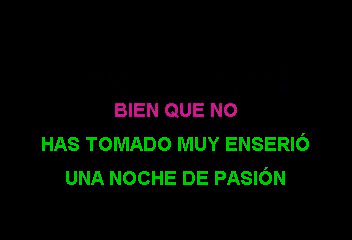 BIEN QUE NO
HAS TOMADO MUY ENSERIÓ
UNA NOCHE DE PASIÓN